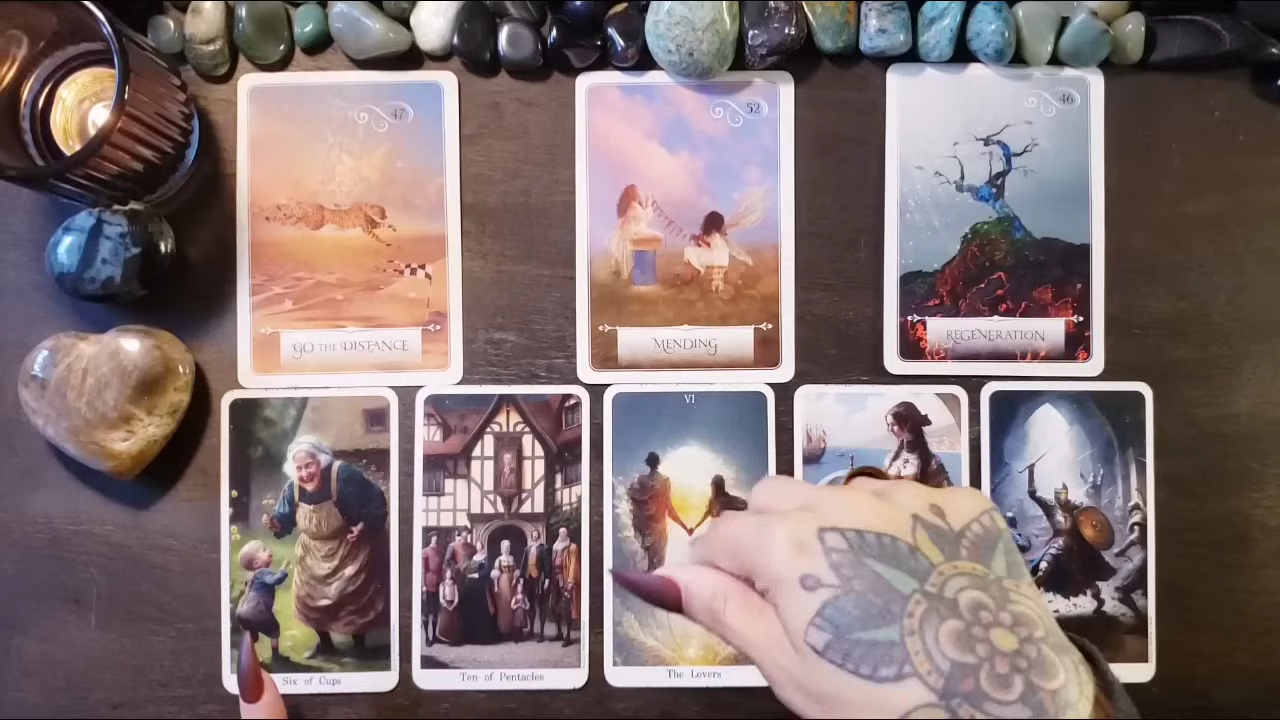 47
GO THE DISTANCE
52
MENDING
46
REGENERATION
Six of Cups
Ten of Pentacles
VI
The Lovers